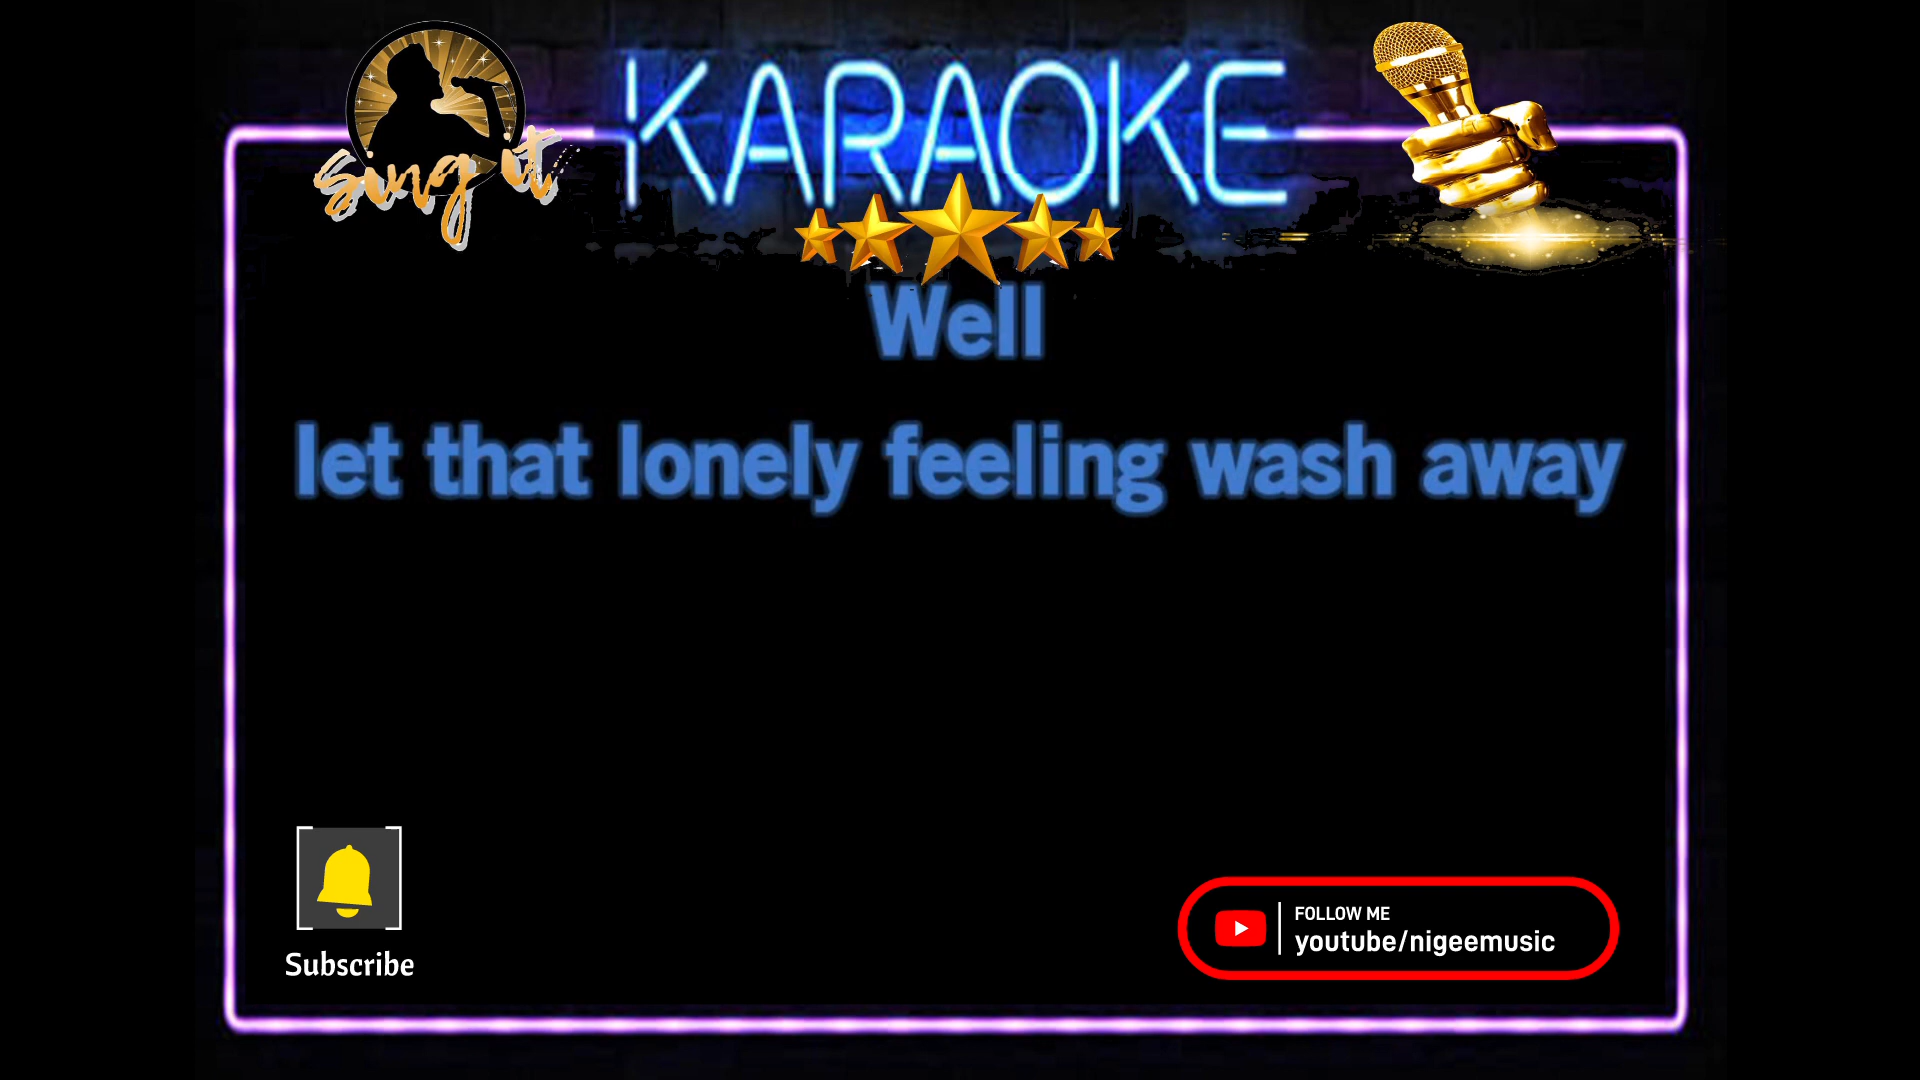 sing it
KARAOKE
Well
let that lonely feeling wash away
Subscribe
FOLLOW ME
youtube/nigeemusic